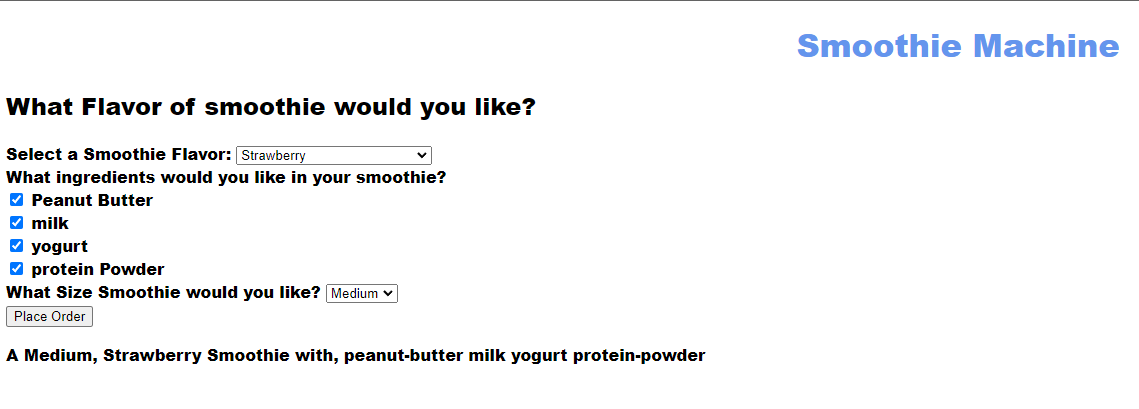 Smoothie Machine
What Flavor of smoothie would you like?
Select a Smoothie Flavor: Strawberry
What ingredients would you like in your smoothie?
Peanut Butter
milk
yogurt
protein Powder
What Size Smoothie would you like? Medium
Place Order
A Medium, Strawberry Smoothie with, peanut-butter milk yogurt protein-powder